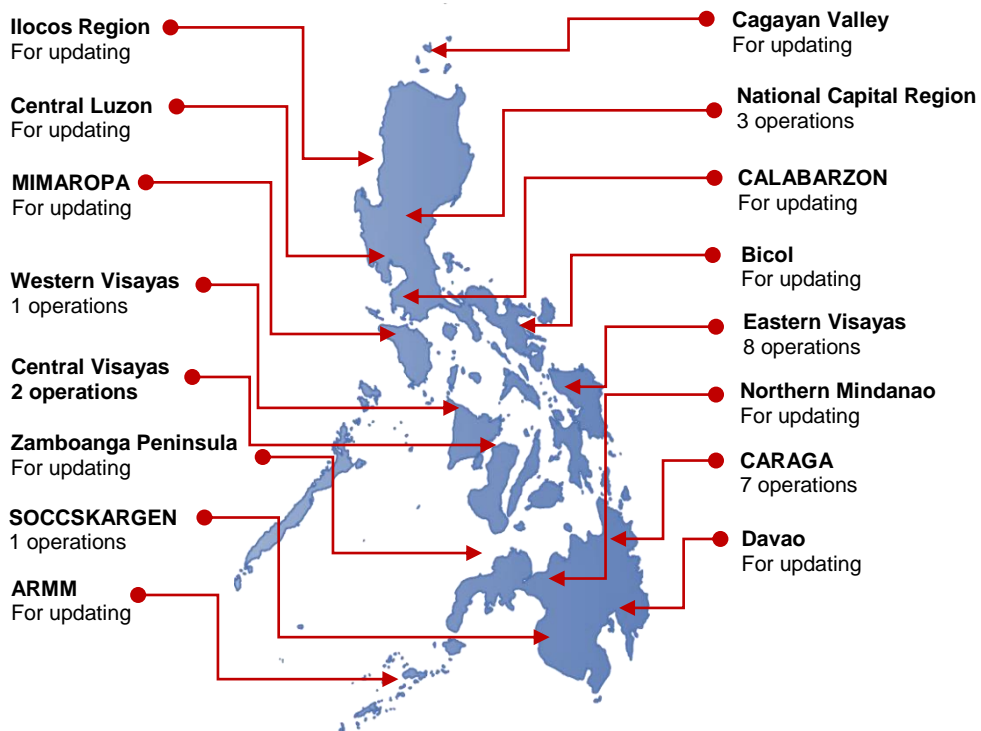 Ilocos Region
For updating
Central Luzon
For updating
MIMAROPA
For updating
Western Visayas
1 operations
Central Visayas
2 operations
Zamboanga Peninsula
For updating
SOCCSKARGEN
1 operations
ARMM
For updating
Cagayan Valley
For updating
National Capital Region
3 operations
CALABARZON
For updating
Bicol
For updating
Eastern Visayas
8 operations
Northern Mindanao
For updating
CARAGA
7 operations
Davao
For updating